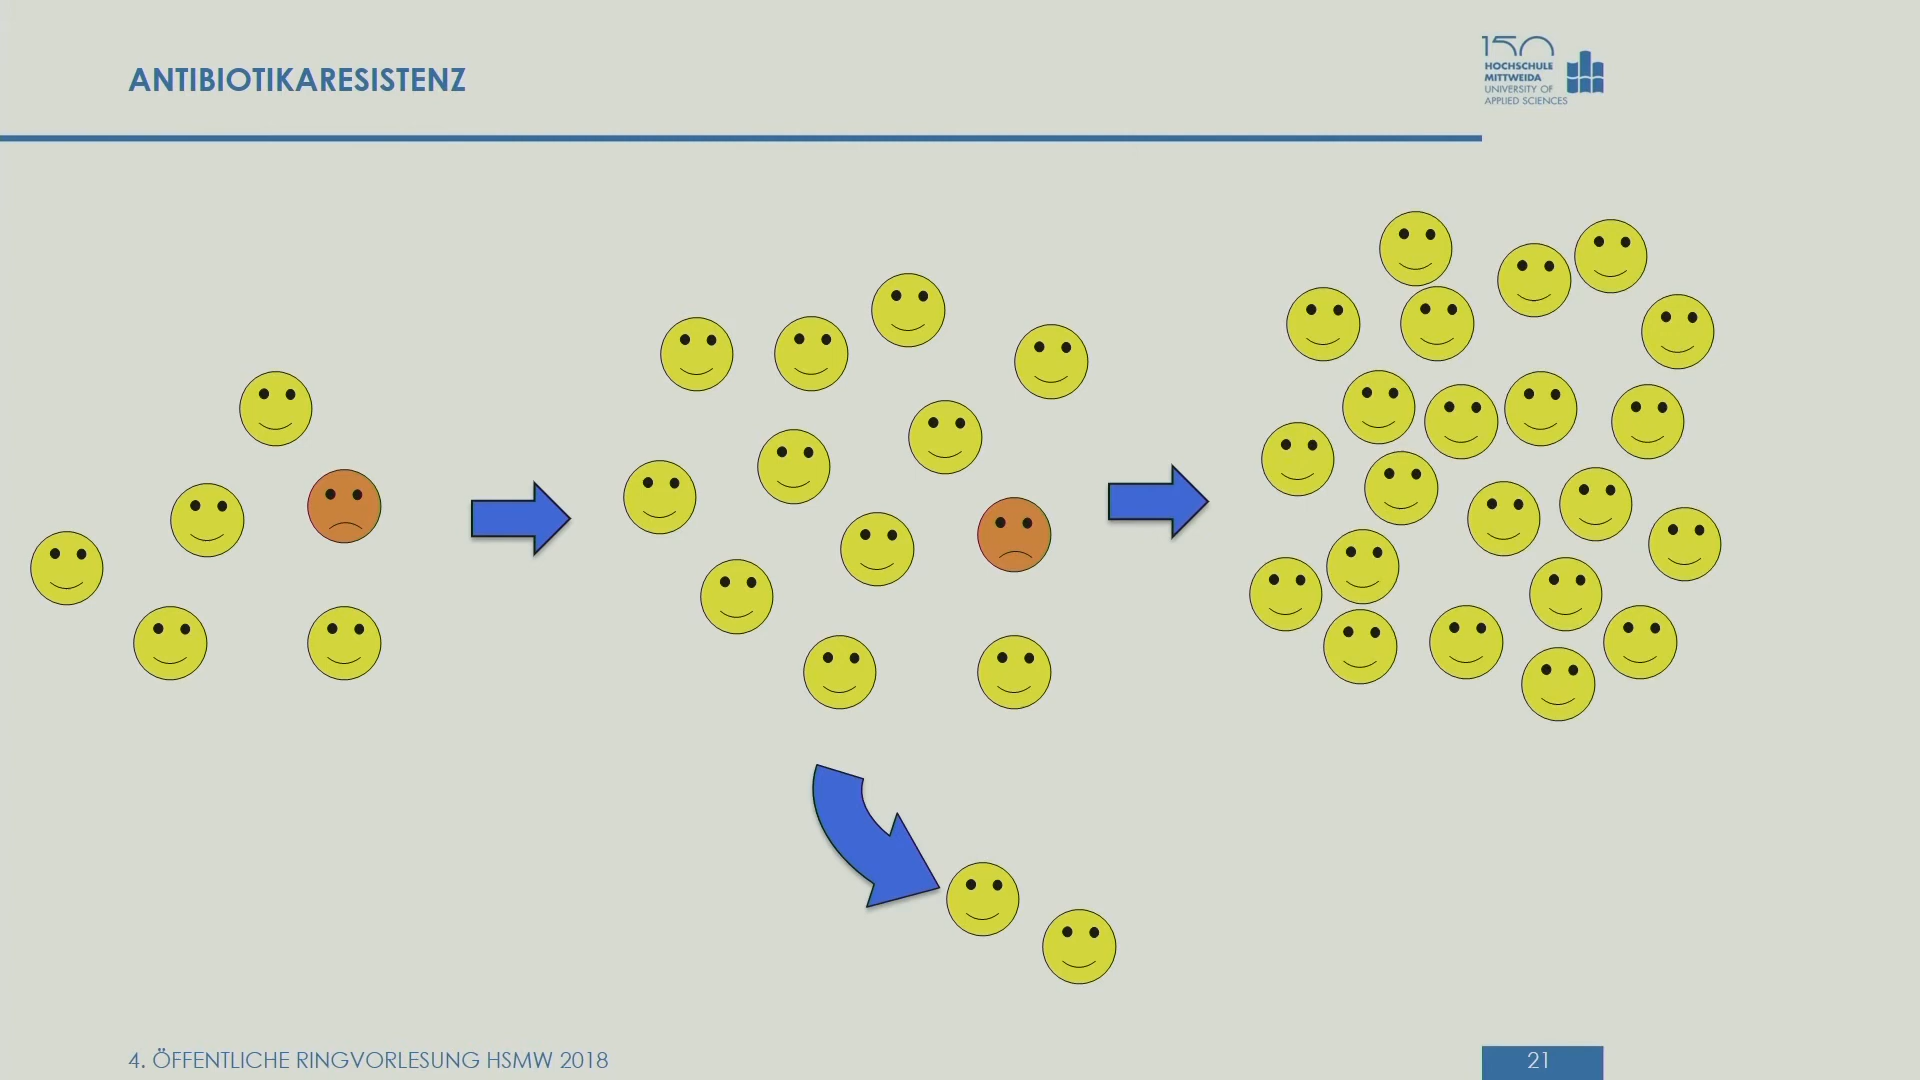 ANTIBIOTIKARESISTENZ
150
HOCHSCHULE
MITTWEIDA
UNIVERSITY OF
APPLIED SCIENCES
4. ÖFFENTLICHE RINGVORLESUNG HSMW 2018
21